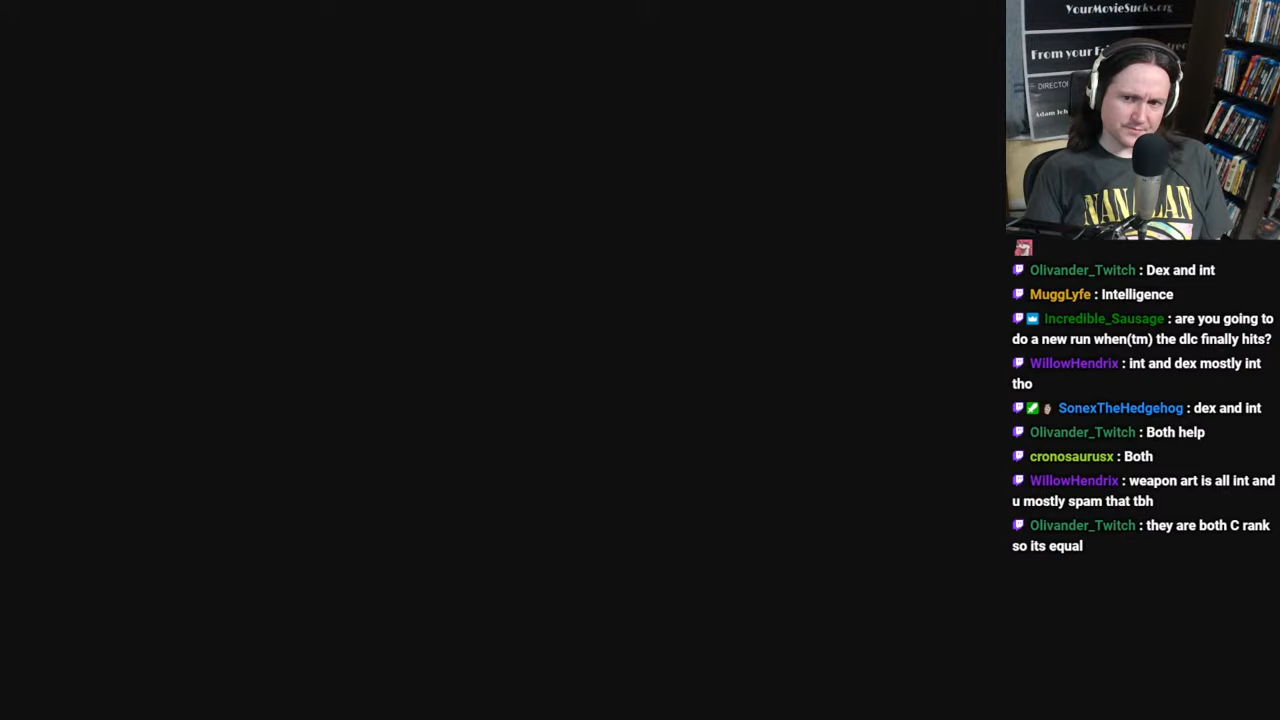 YourMovieSucks.org
From your
DIRECTO
Adam Joh
Olivander_Twitch : Dex and int
MuggLyfe : Intelligence
Incredible_Sausage : are you going to
do a new run when(tm) the dlc finally hits?
WillowHendrix : int and dex mostly int
tho
SonexTheHedgehog : dex and int
Olivander_Twitch : Both help
cronosaurusx : Both
WillowHendrix : weapon art is all int and
u mostly spam that tbh
Olivander_Twitch : they are both C rank
so its equal